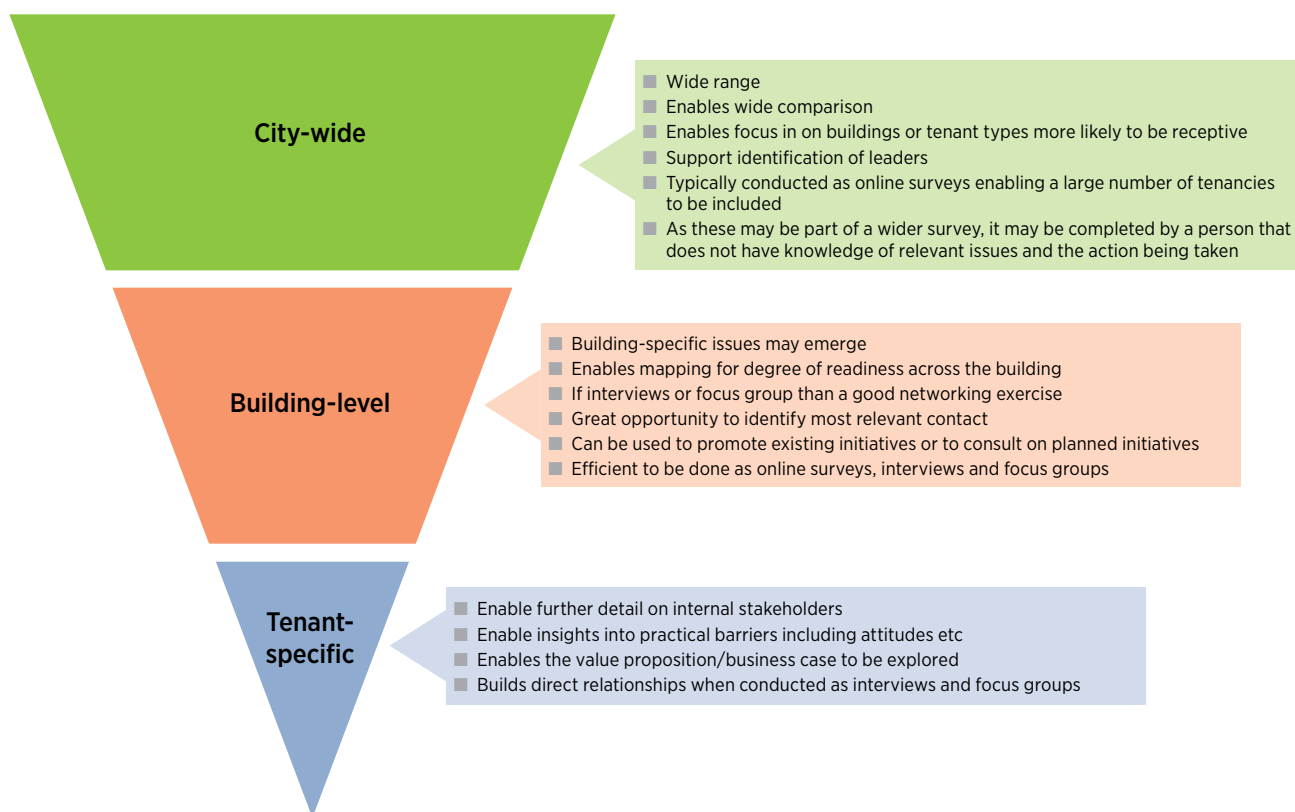 City-wide
Wide range
Enables wide comparison
Enables focus in on buildings or tenant types more likely to be receptive
Support identification of leaders
Typically conducted as online surveys enabling a large number of tenancies
to be included
As these may be part of a wider survey, it may be completed by a person that
does not have knowledge of relevant issues and the action being taken
Building-level
Building-specific issues may emerge
Enables mapping for degree of readiness across the building
If interviews or focus group than a good networking exercise
Great opportunity to identify most relevant contact
Can be used to promote existing initiatives or to consult on planned initiatives
Efficient to be done as online surveys, interviews and focus groups
Tenant-
specific
Enable further detail on internal stakeholders
Enable insights into practical barriers including attitudes etc
Enables the value proposition/business case to be explored
Builds direct relationships when conducted as interviews and focus groups